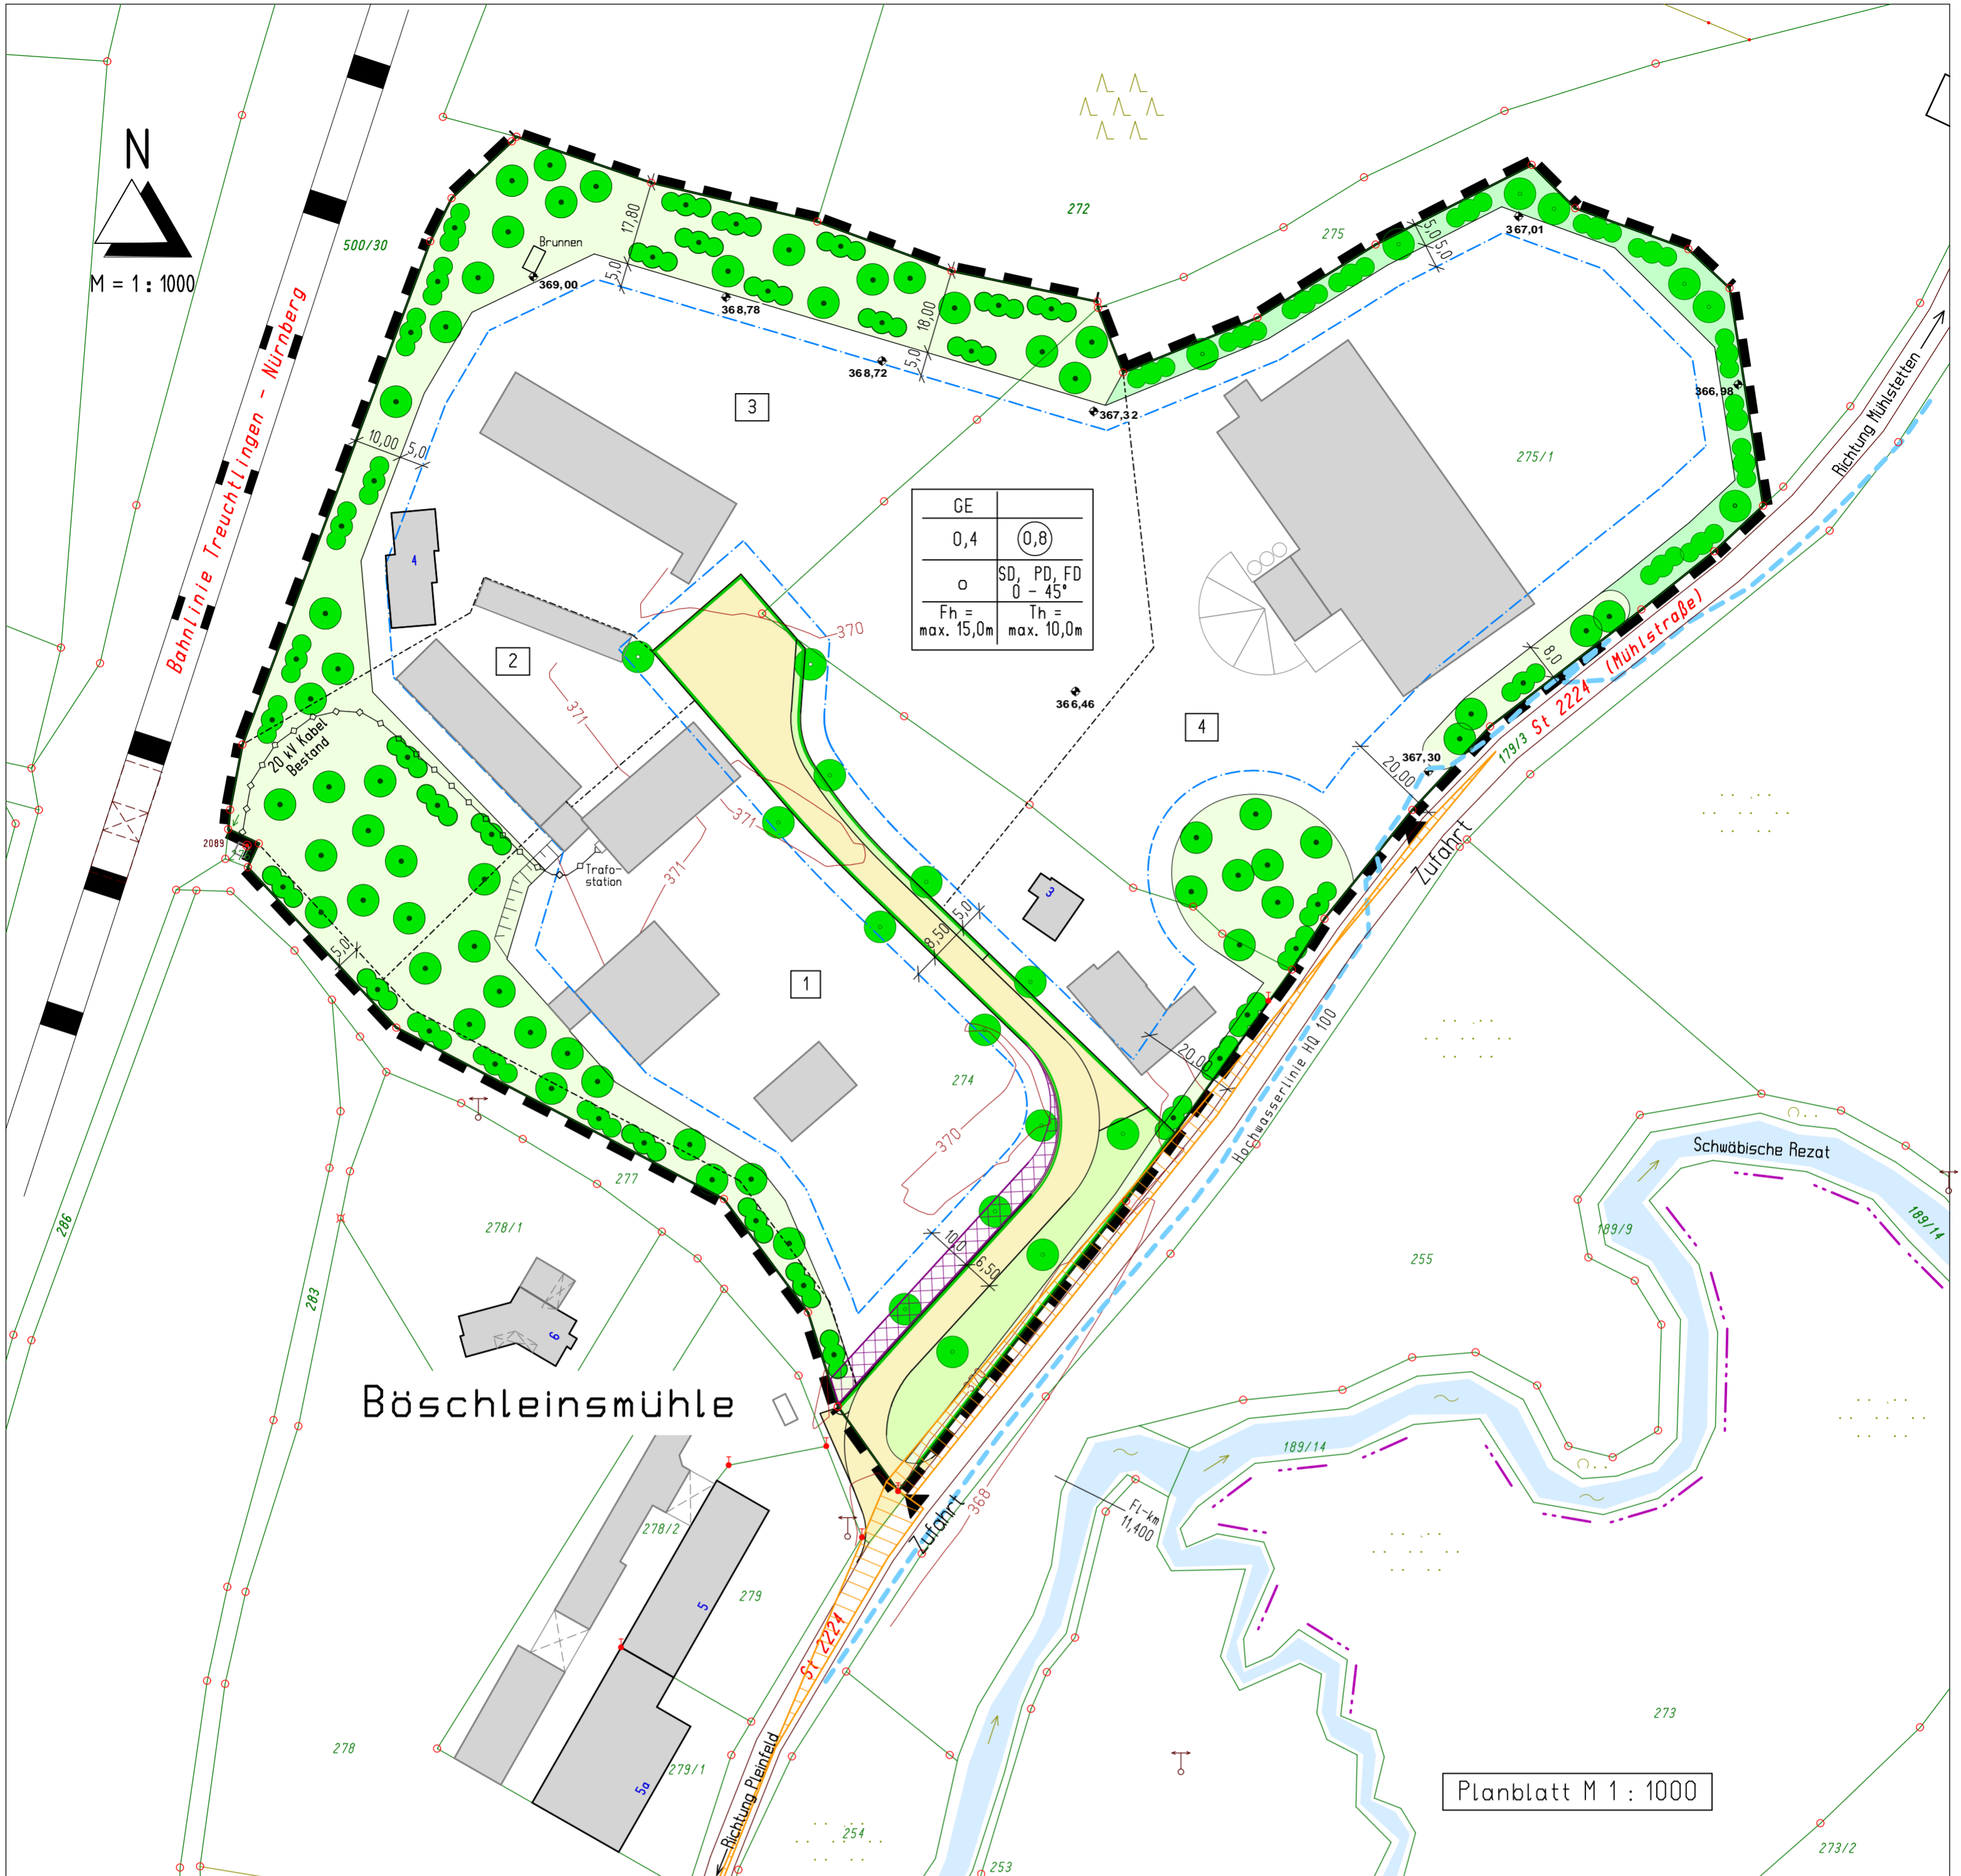 N
M = 1 : 1000
500/30
Bahnlinie Treuchtlingen - Nürnberg
Brunnen
369,00
17,80
5,0
368,78
18,00
5,0
368,72
272
275
5,0
5,0
367,01
367,32
366,98
275/1
Richtung Mühlstetten
10,00
5,0
3
GE
0,4
0,8
o
SD, PD, FD
0 - 45°
Fh =
max. 15,0m
Th =
max. 10,0m
4
2
370
371
366,46
4
8,0
St 2224 (Mühlstraße)
179/3
367,30
20,00
Zufahrt
20 kV Kabel
Bestand
2089
371
371
Trafo-
station
3
5,0
8,50
5,0
1
274
20,00
Hochwasserlinie HQ 100
370
10,0
6,50
277
278/1
286
283
6
Böschleinsmühle
370
Schwäbische Rezat
189/9
189/14
255
189/14
Fl-km
11,400
368
Zufahrt
278/2
279
5
St 2224
278
279/1
5a
Richtung Pleinfeld
254
253
273
Planblatt M 1 : 1000
273/2